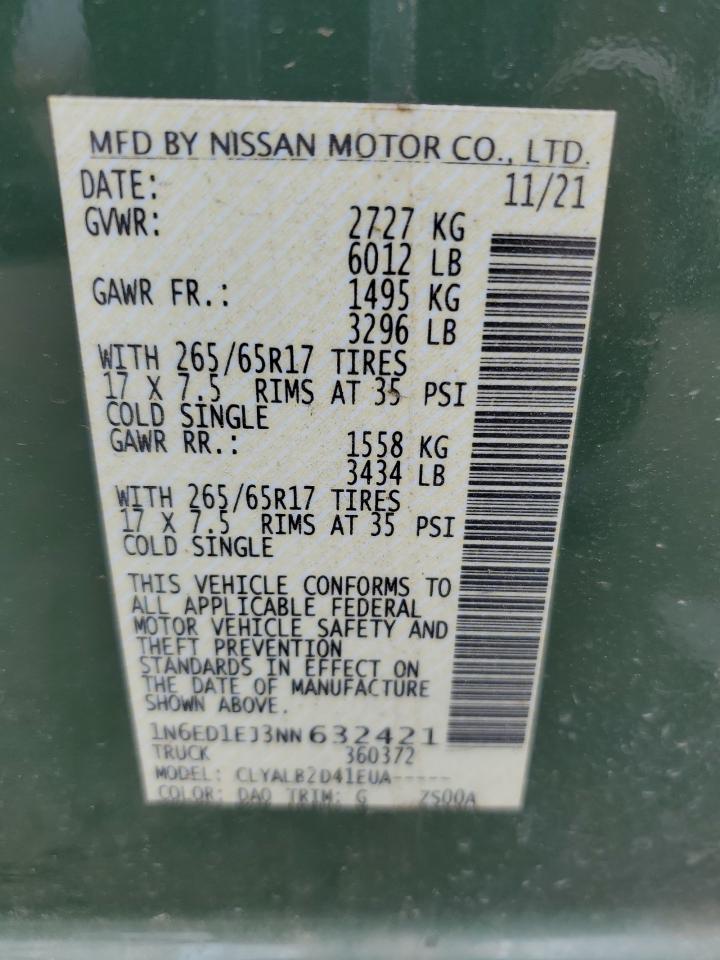 MFD BY NISSAN MOTOR CO., LTD.
DATE: 11/21
GVWR: 2727 KG
6012 LB
GAWR FR.: 1495 KG
3296 LB
WITH 265/65R17 TIRES
17 X 7.5 RIMS AT 35 PSI
COLD SINGLE
GAWR RR.: 1558 KG
3434 LB
WITH 265/65R17 TIRES
17 X 7.5 RIMS AT 35 PSI
COLD SINGLE
THIS VEHICLE CONFORMS TO
ALL APPLICABLE FEDERAL
MOTOR VEHICLE SAFETY AND
THEFT PREVENTION
STANDARDS IN EFFECT ON
THE DATE OF MANUFACTURE
SHOWN ABOVE.
1N6ED1EJ3NN632421
TRUCK 360372
MODEL: CLYALB2D41EUA-----
COLOR: DAQ TRIM: G 7S00A